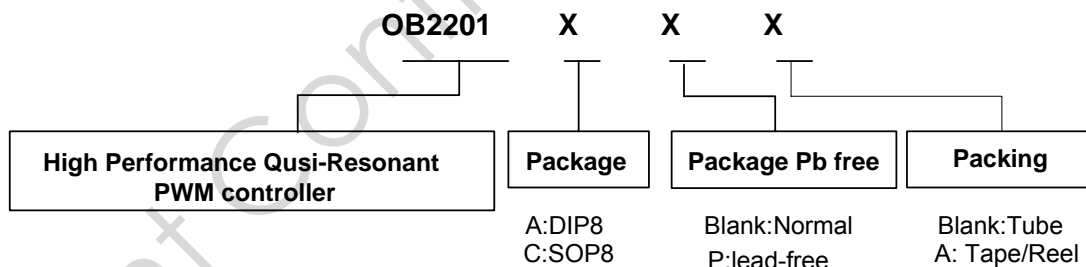 OB2201 X X X
High Performance Qusi-Resonant
PWM controller
Package
Package Pb free
Packing
A:DIP8
C:SOP8
Blank:Normal
P:lead-free
Blank:Tube
A: Tape/Reel